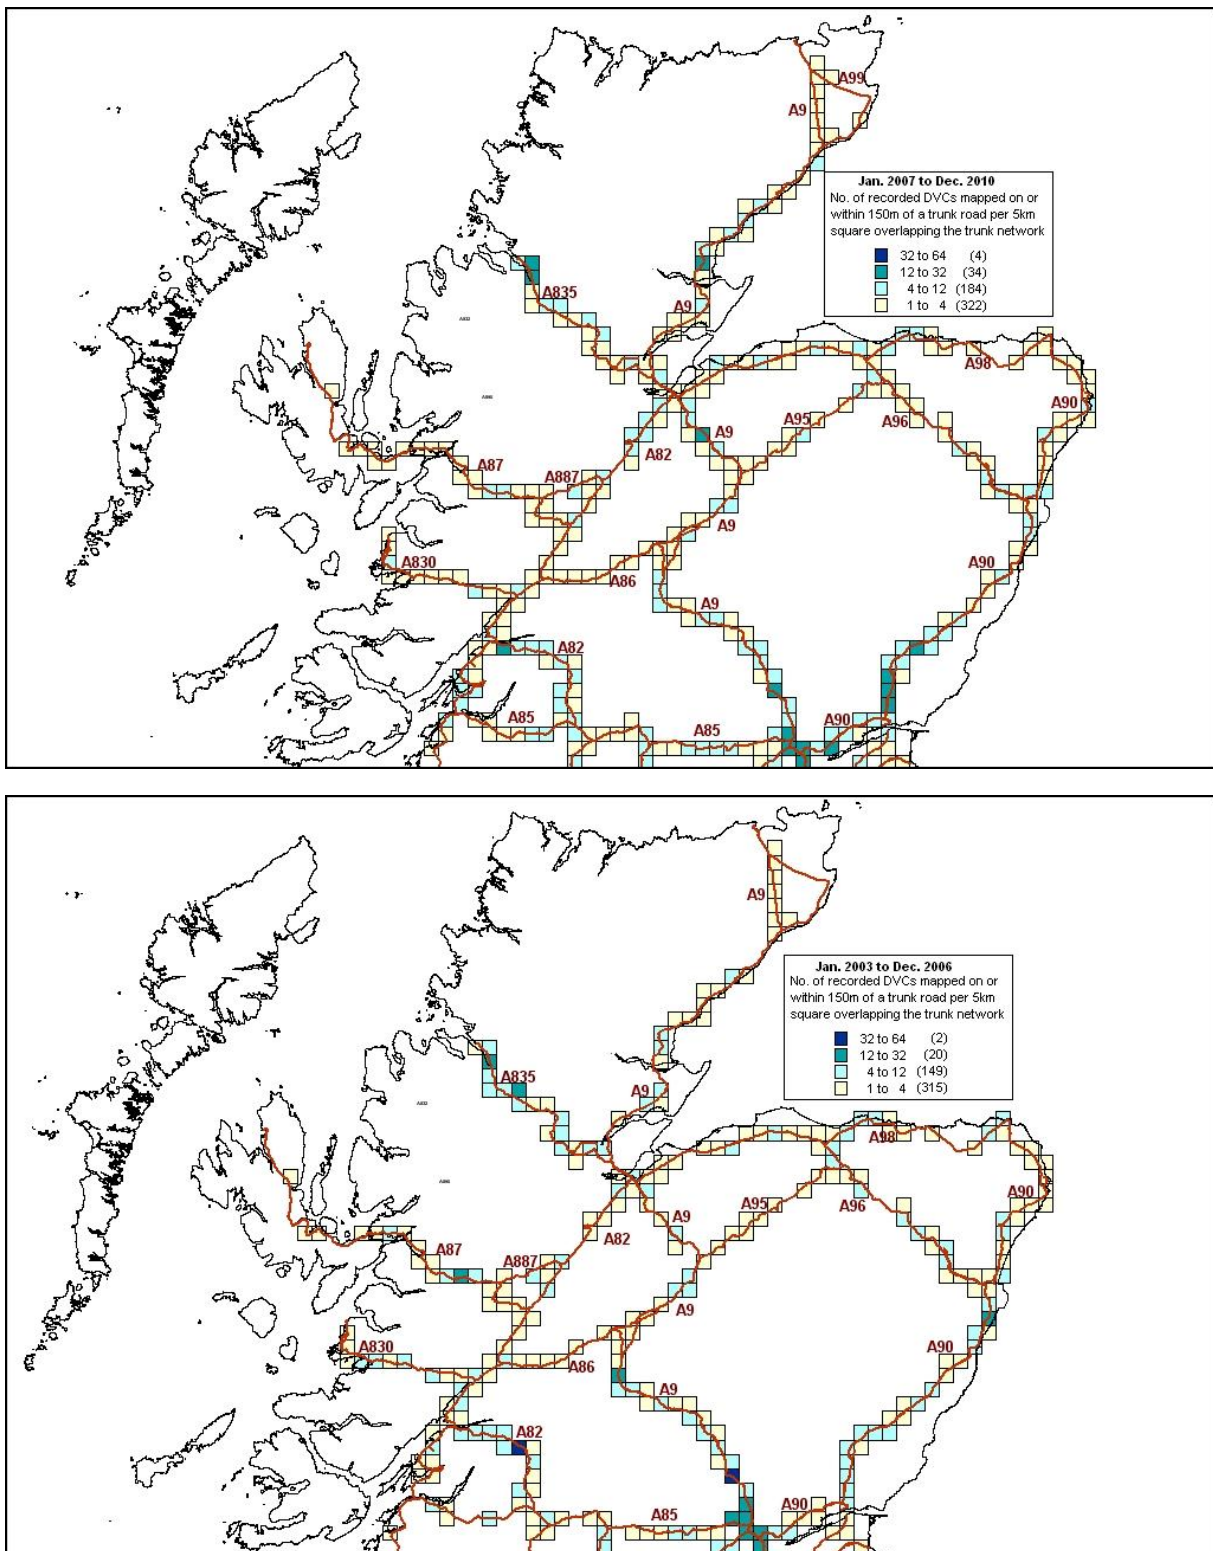 A99
A9
Jan. 2007 to Dec. 2010
No. of recorded DVCs mapped on or
within 150m of a trunk road per 5km
square overlapping the trunk network
32 to 64 (4)
12 to 32 (34)
4 to 12 (184)
1 to 4 (322)
A835
A9
A98
A90
A95
A96
A9
A82
A87
A887
A9
A830
A86
A90
A9
A82
A85
A85
A90
A9
Jan. 2003 to Dec. 2006
No. of recorded DVCs mapped on or
within 150m of a trunk road per 5km
square overlapping the trunk network
32 to 64 (2)
12 to 32 (20)
4 to 12 (149)
1 to 4 (315)
A835
A9
A98
A90
A95
A96
A9
A82
A87
A887
A9
A830
A86
A90
A9
A82
A85
A90